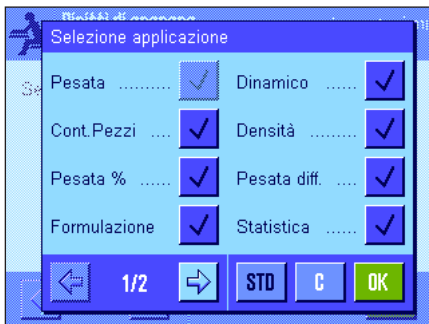 Selezione applicazione
Pesata ......... Dinamico ......
Cont.Pezzi .... Densità .........
Pesata % ...... Pesata diff. ....
Formulazione Statistica ......
1/2 STD C OK